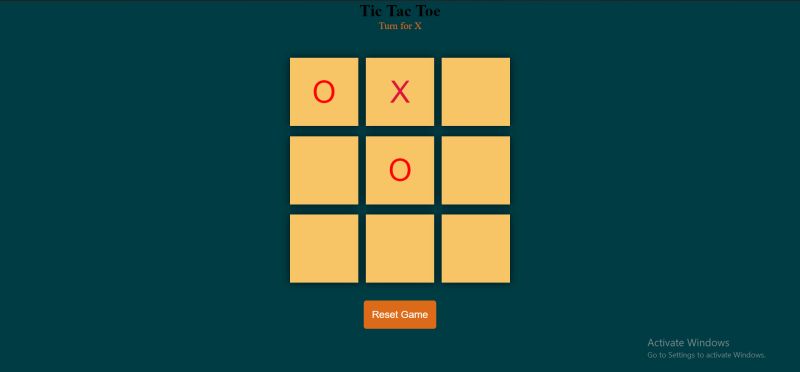 Tic Tac Toe
Turn for X
O X
O
Reset Game
Activate Windows
Go to Settings to activate Windows.